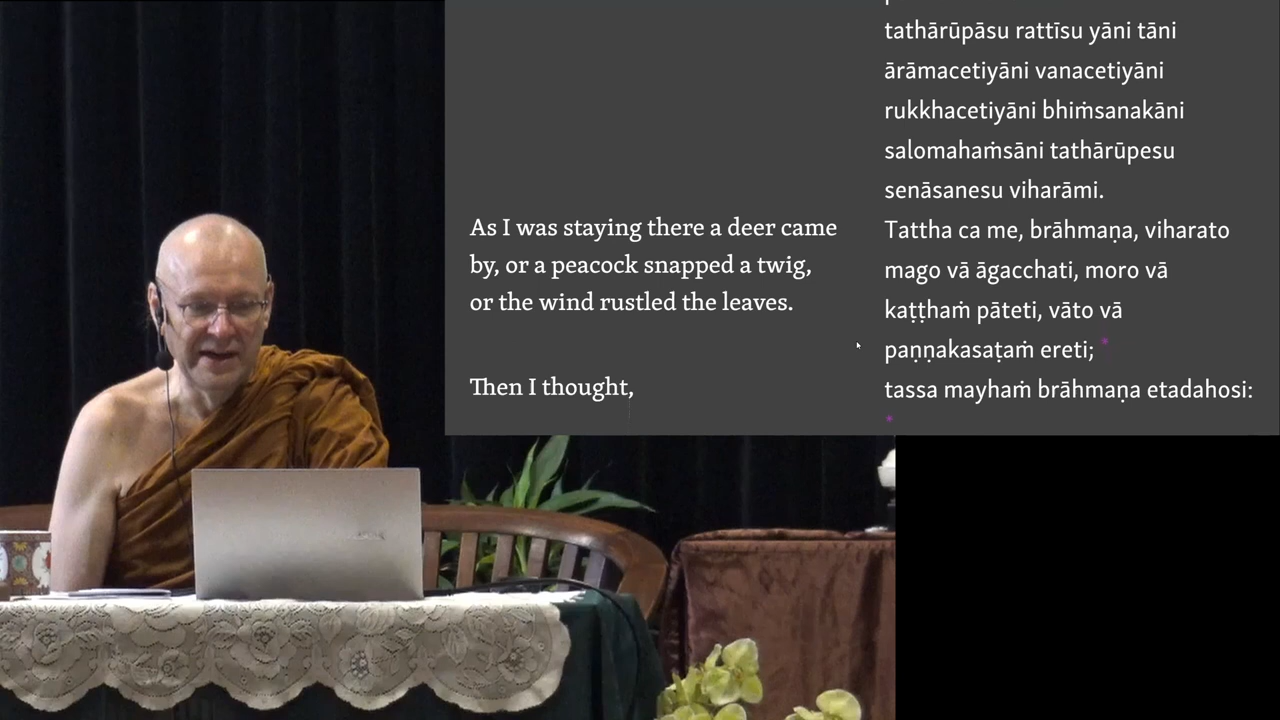 As I was staying there a deer came
by, or a peacock snapped a twig,
or the wind rustled the leaves.
Then I thought,
tathārūpāsu rattīsu yāni tāni
ārāmacetiyāni vanacetiyāni
rukkhacetiyāni bhiṁsanakāni
salomahaṁsāni tathārūpesu
senāsanesu viharāmi.
Tattha ca me, brāhmaṇa, viharato
mago vā āgacchati, moro vā
kaṭṭhaṁ pāteti, vāto vā
paṇṇakasaṭaṁ ereti; *
tassa mayhaṁ brāhmaṇa etadahosi:
*